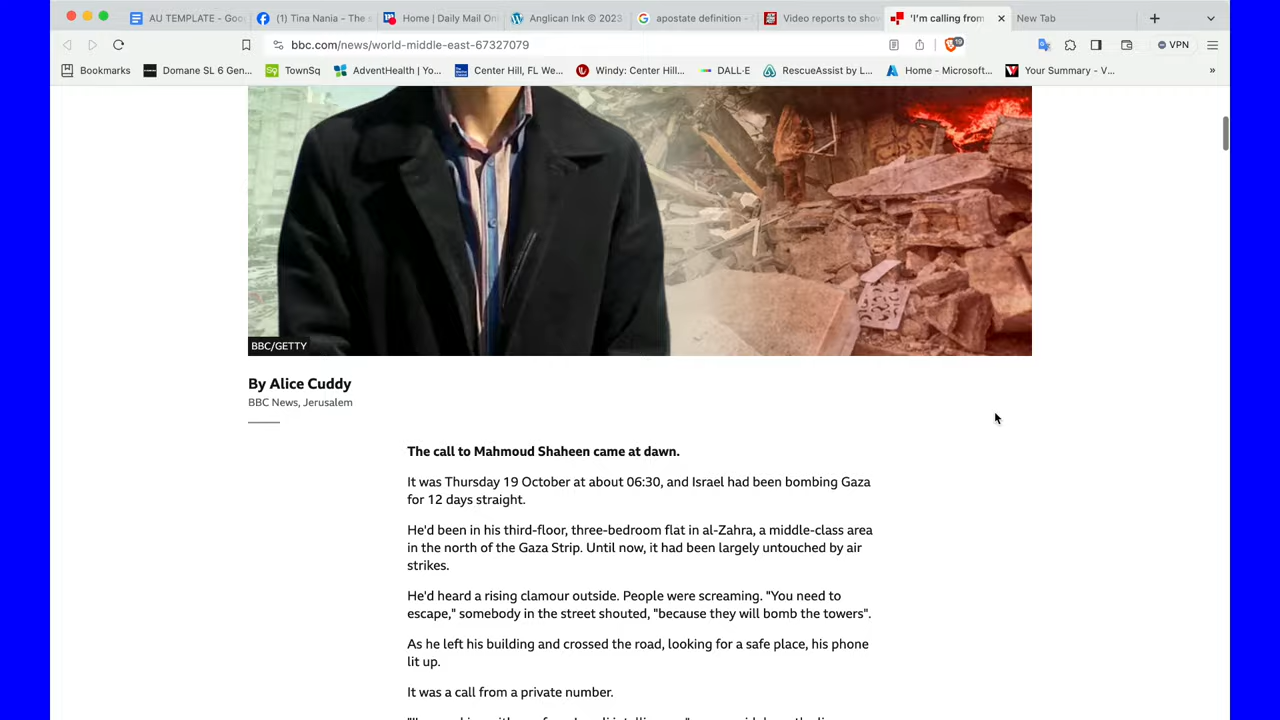 AU TEMPLATE - Goo
(1) Tina Nania - The s
Home | Daily Mail Onl
Anglican Ink © 2023
apostate definition - G
Video reports to show
'I'm calling from
New Tab
bbc.com/news/world-middle-east-67327079
19
VPN
Bookmarks
Domane SL 6 Gen...
TownSq
AdventHealth | Yo...
Center Hill, FL We...
Windy: Center Hill...
DALL·E
RescueAssist by L...
Home - Microsoft...
Your Summary - V...
»
BBC/GETTY
By Alice Cuddy
BBC News, Jerusalem
The call to Mahmoud Shaheen came at dawn.
It was Thursday 19 October at about 06:30, and Israel had been bombing Gaza
for 12 days straight.
He'd been in his third-floor, three-bedroom flat in al-Zahra, a middle-class area
in the north of the Gaza Strip. Until now, it had been largely untouched by air
strikes.
He'd heard a rising clamour outside. People were screaming. "You need to
escape," somebody in the street shouted, "because they will bomb the towers".
As he left his building and crossed the road, looking for a safe place, his phone
lit up.
It was a call from a private number.